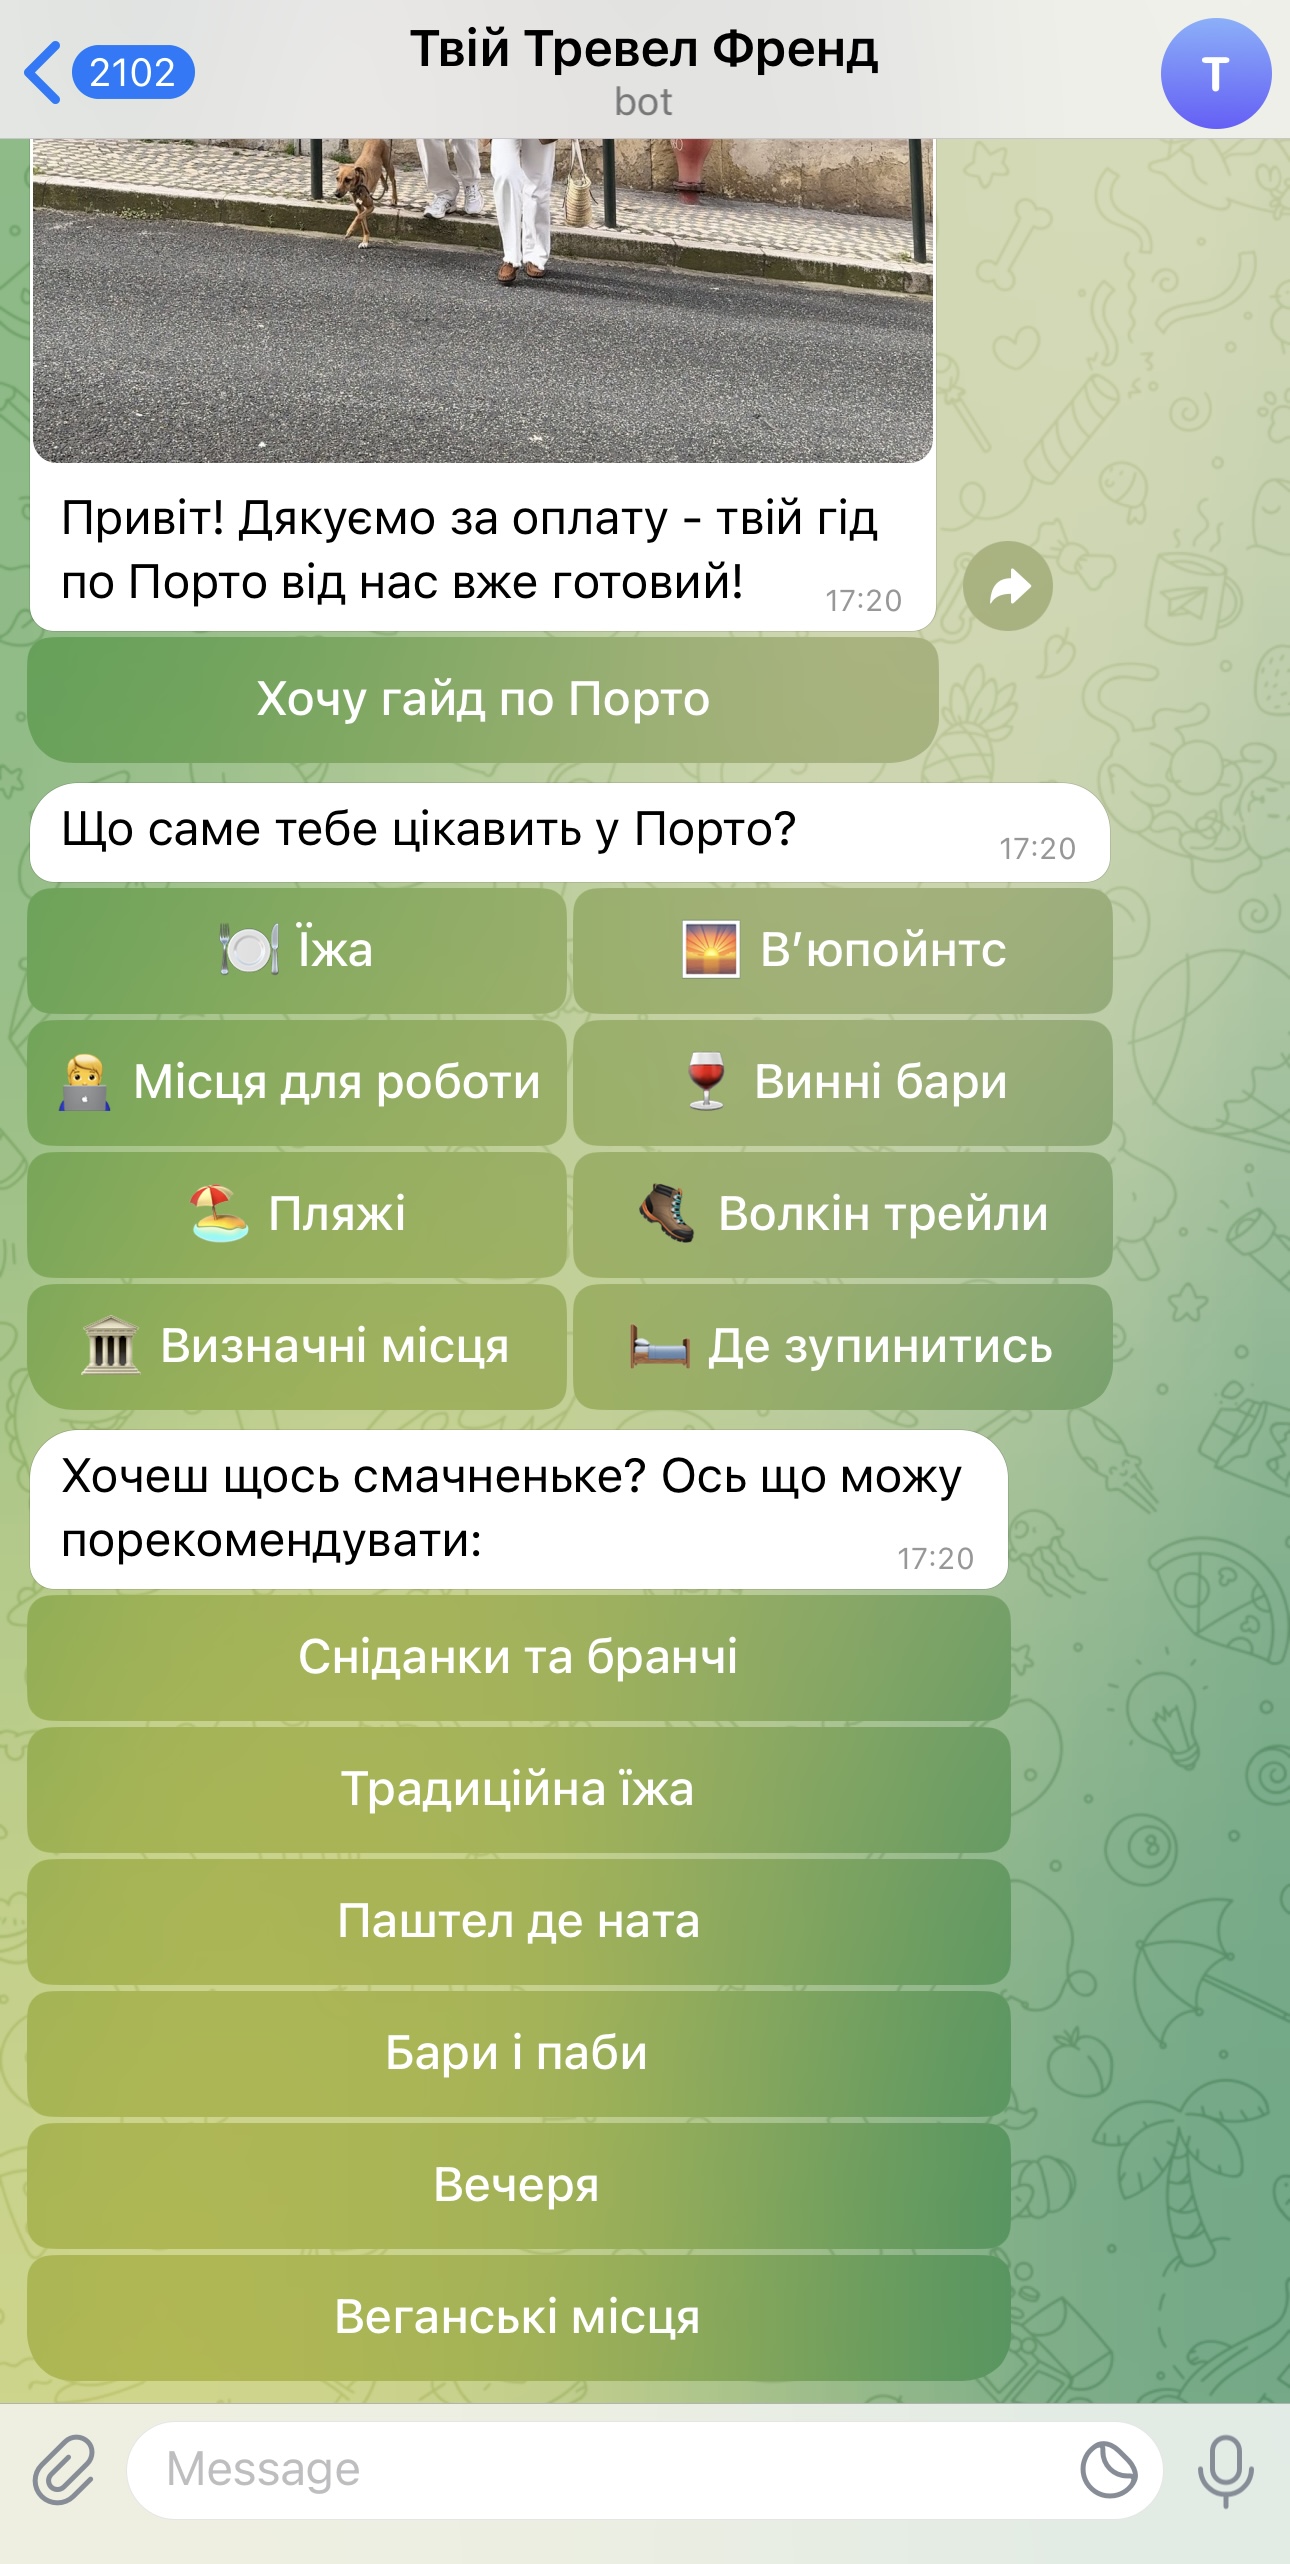 2102
Твій Тревел Френд
bot
T
Привіт! Дякуємо за оплату - твій гід
по Порто від нас вже готовий!
17:20
Хочу гайд по Порто
Що саме тебе цікавить у Порто?
17:20
🍽️ Їжа
🌅 В’юпойнтс
🧑‍💻 Місця для роботи
🍷 Винні бари
🏖️ Пляжі
🥾 Волкін трейли
🏛️ Визначні місця
🛏️ Де зупинитись
Хочеш щось смачненьке? Ось що можу
порекомендувати:
17:20
Сніданки та бранчі
Традиційна їжа
Паштел де ната
Бари і паби
Вечеря
Веганські місця
Message